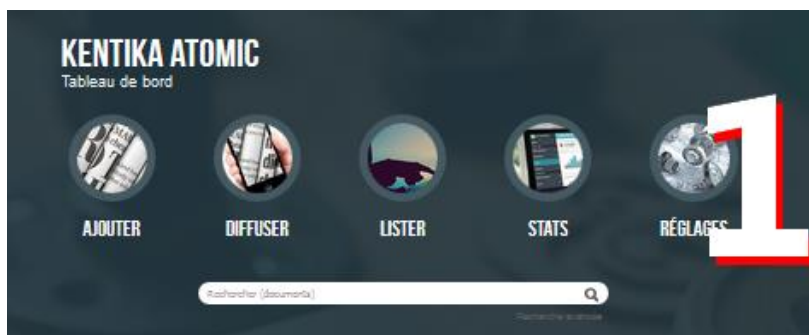 KENTIKA ATOMIC
Tableau de bord
AJOUTER
DIFFUSER
LISTER
STATS
RÉGLAGES
1
Rechercher (documents)
Recherche avancée